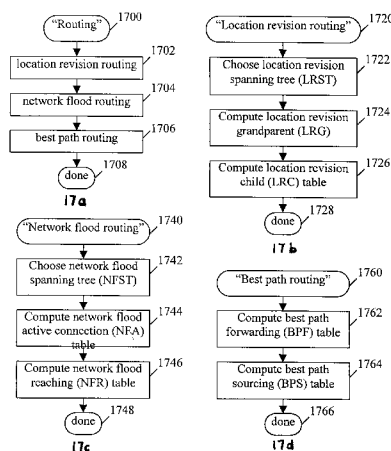 "Routing"
1700
location revision routing
1702
network flood routing
1704
best path routing
1706
done
1708
17a
"Location revision routing"
1720
Choose location revision
spanning tree (LRST)
1722
Compute location revision
grandparent (LRG)
1724
Compute location revision
child (LRC) table
1726
done
1728
17b
"Network flood routing"
1740
Choose network flood
spanning tree (NFST)
1742
Compute network flood
active connection (NFA)
table
1744
Compute network flood
reaching (NFR) table
1746
done
1748
17c
"Best path routing"
1760
Compute best path
forwarding (BPF) table
1762
Compute best path
sourcing (BPS) table
1764
done
1766
17d